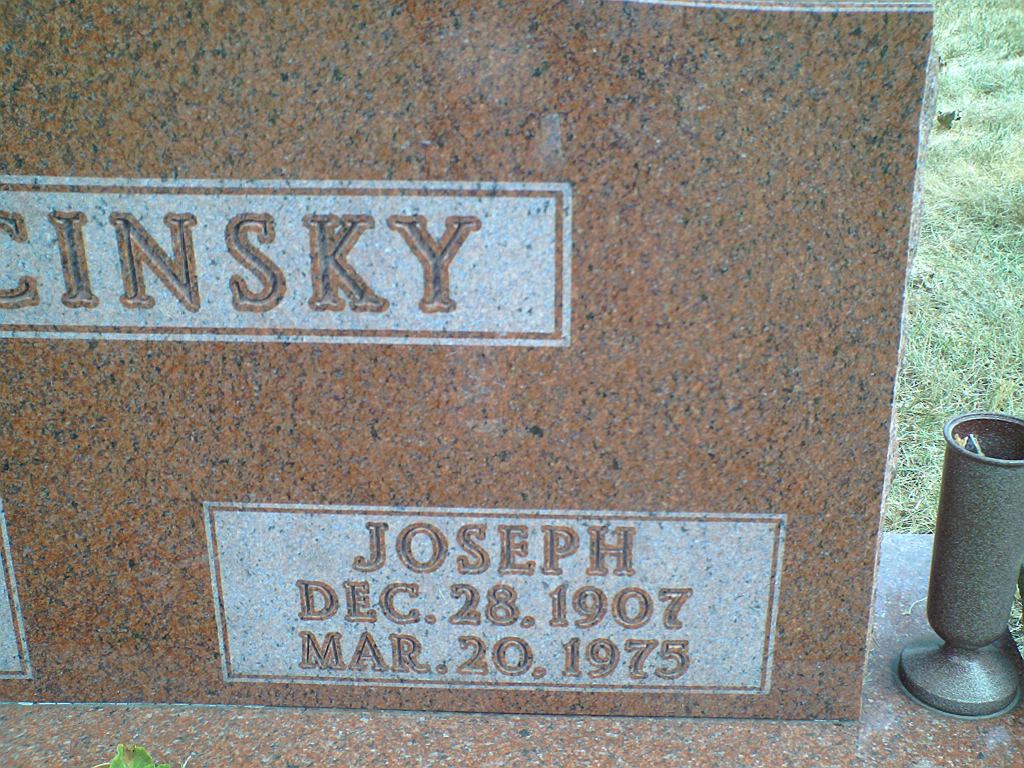 CINSKY
JOSEPH
DEC. 28. 1907
MAR. 20. 1975